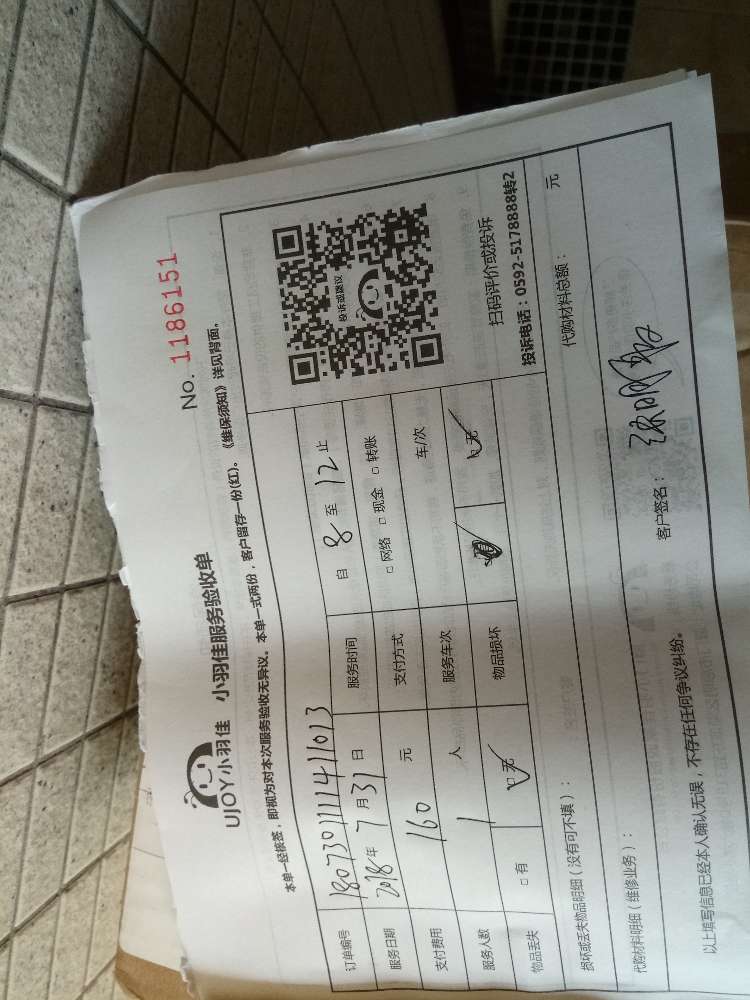 No. 1186151
UJOY小羽佳 小羽佳服务验收单
本单一经接签，即视为对本次服务验收无异议。本单一式两份，客户留存一份(红)。《维保须知》详见背面。
订单编号 180730111411013
服务日期 2018年 7月31日 服务时间 自 8 至 12 止
支付费用 160 元 支付方式 □网络 □现金 □转账
服务人数 1 人 服务车次 车/次
物品丢失 □有 □无 物品损坏 □无
投诉或建议
扫码评价或投诉
投诉电话：0592-5178888转2
损坏或丢失物品明细（没有可不填）：
代购材料明细（维修业务）： 代购材料总额： 元
以上填写信息已经本人确认无误，不存在任何争议纠纷。 客户签名：